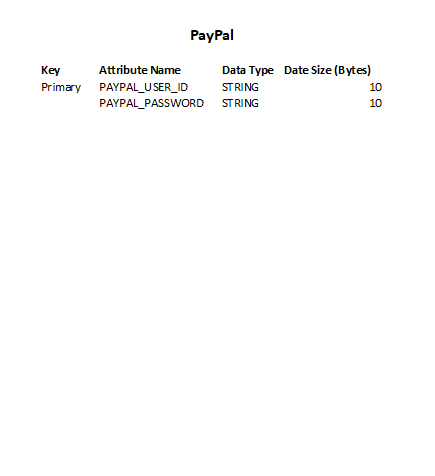 PayPal
Key Attribute Name Data Type Date Size (Bytes)
Primary PAYPAL_USER_ID STRING 10
PAYPAL_PASSWORD STRING 10